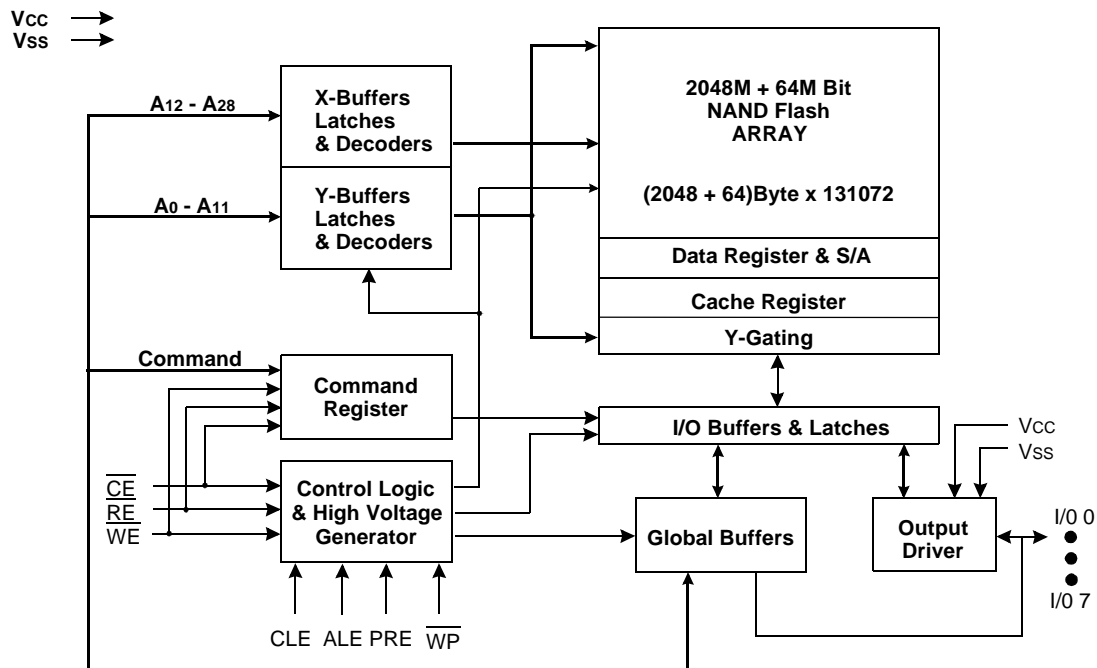 VCC
VSS
A12 - A28
X-Buffers
Latches
& Decoders
2048M + 64M Bit
NAND Flash
ARRAY
(2048 + 64)Byte x 131072
A0 - A11
Y-Buffers
Latches
& Decoders
Data Register & S/A
Cache Register
Y-Gating
Command
Command
Register
I/O Buffers & Latches
VCC
VSS
CE
RE
WE
Control Logic
& High Voltage
Generator
Global Buffers
Output
Driver
I/0 0
I/0 7
CLE ALE PRE WP